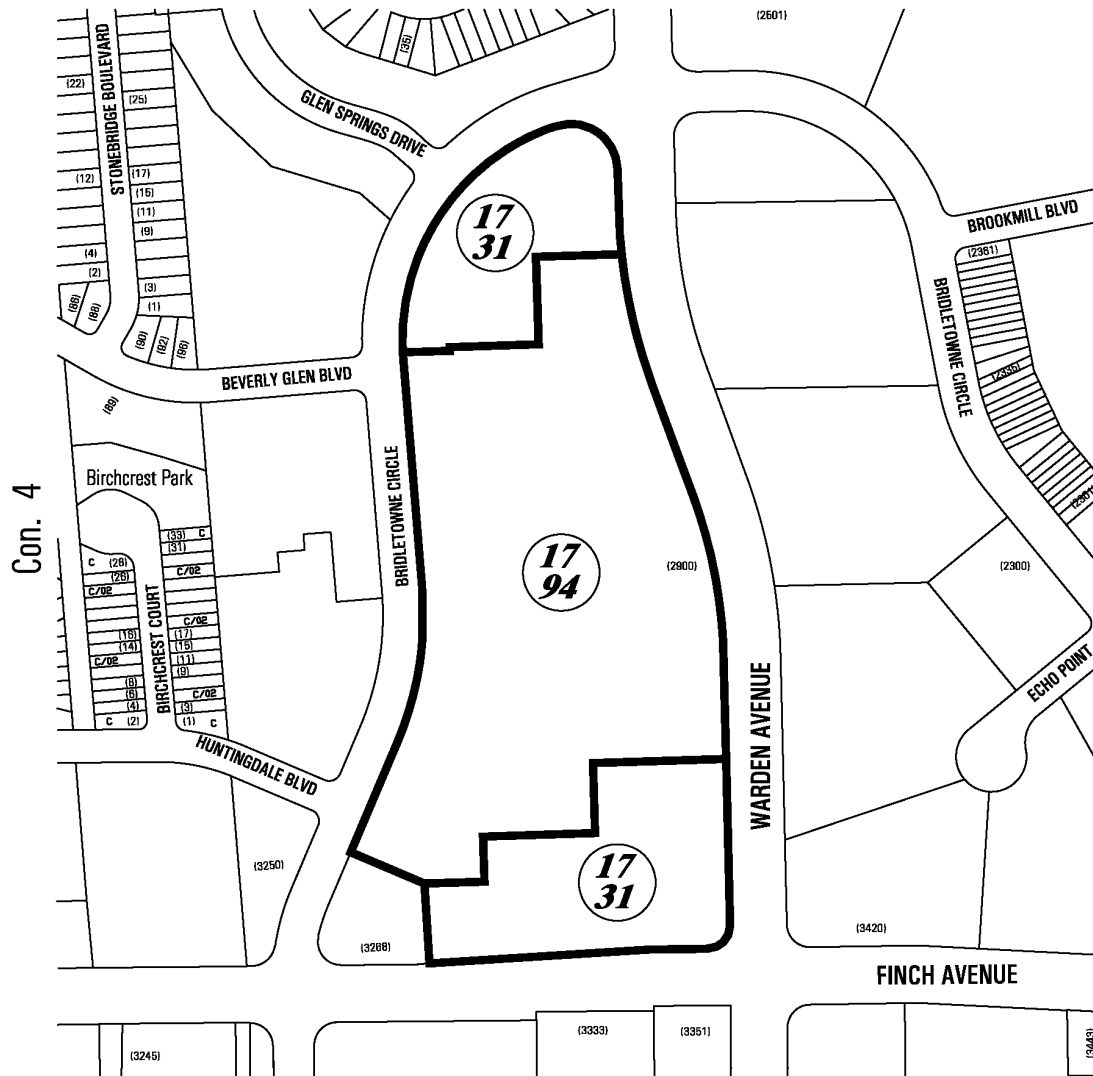 (2601)
(35)
STONEBRIDGE BOULEVARD
(22)
(25)
GLEN SPRINGS DRIVE
(12)
(17)
(15)
(11)
(9)
(4)
(2)
(3)
(1)
(86)
(88)
(90)
(92)
(96)
17
31
BROOKMILL BLVD
(2361)
BRIDLETOWNE CIRCLE
(2335)
(2301)
BEVERLY GLEN BLVD
(89)
Birchcrest Park
BRIDLETOWNE CIRCLE
Con. 4
(33) C
(31)
C/02
C/02
(17)
(15)
(11)
(9)
C/02
(3)
(1) C
C (28)
(26)
C/02
(16)
(14)
C/02
(8)
(6)
(4)
C (2)
BIRCHCREST COURT
17
94
(2900)
(2300)
ECHO POINT
HUNTINGDALE BLVD
WARDEN AVENUE
(3250)
17
31
(3268)
(3420)
FINCH AVENUE
(3245)
(3333)
(3351)
(3443)